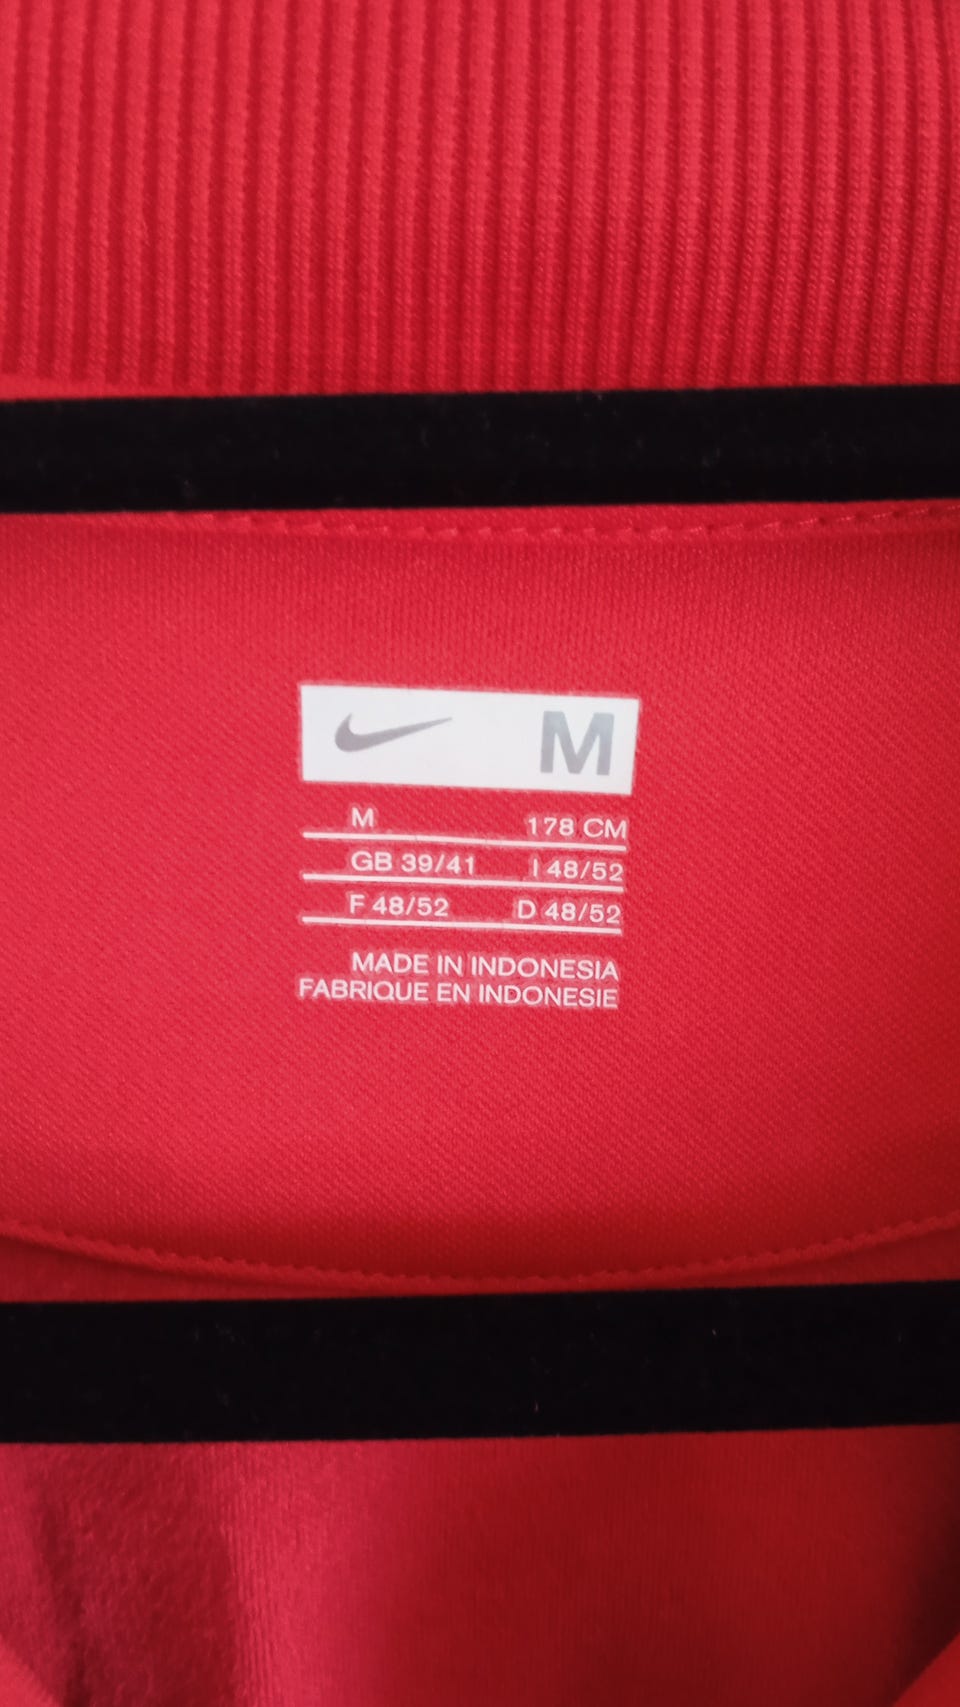 M
M 178 CM
GB 39/41 I 48/52
F 48/52 D 48/52
MADE IN INDONESIA
FABRIQUE EN INDONESIE